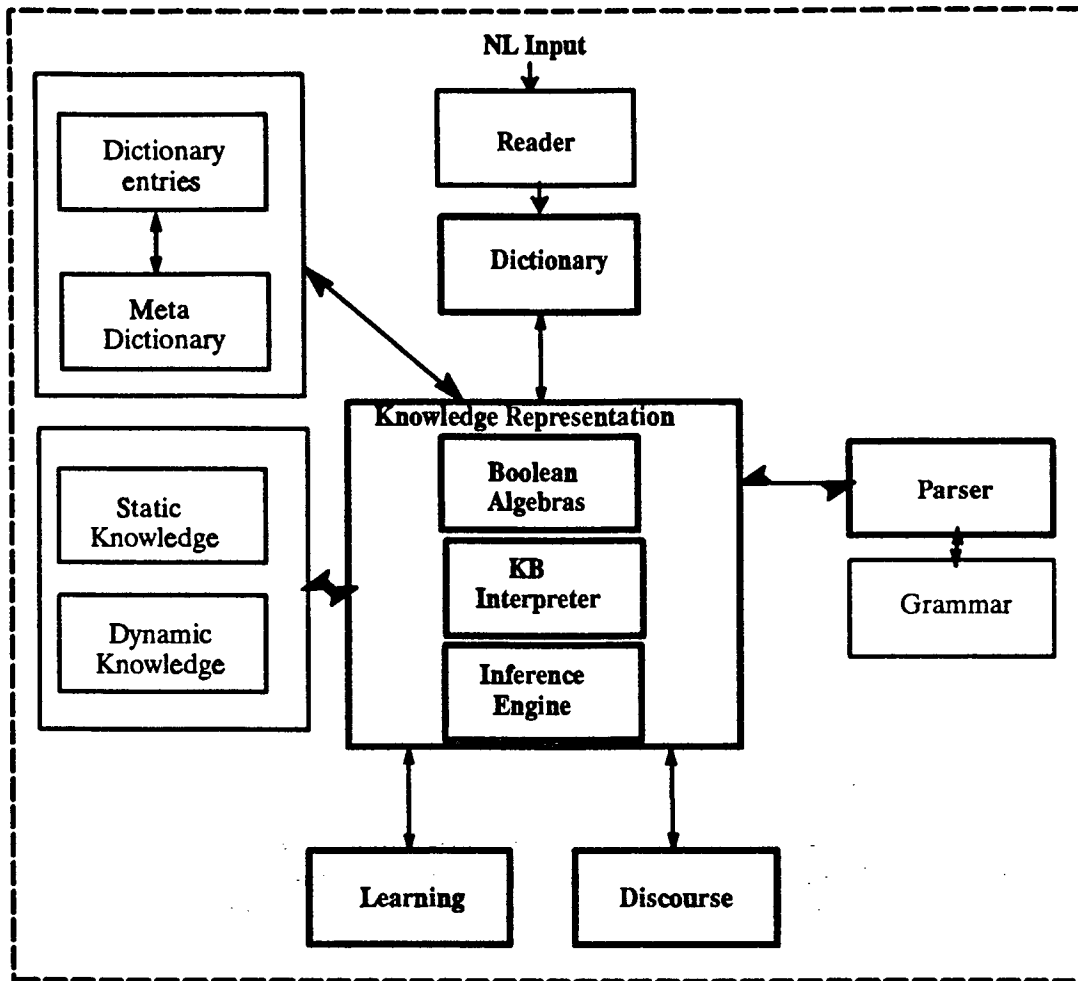 NL Input
Reader
Dictionary
Dictionary
entries
Meta
Dictionary
Knowledge Representation
Boolean
Algebras
KB
Interpreter
Inference
Engine
Static
Knowledge
Dynamic
Knowledge
Parser
Grammar
Learning
Discourse